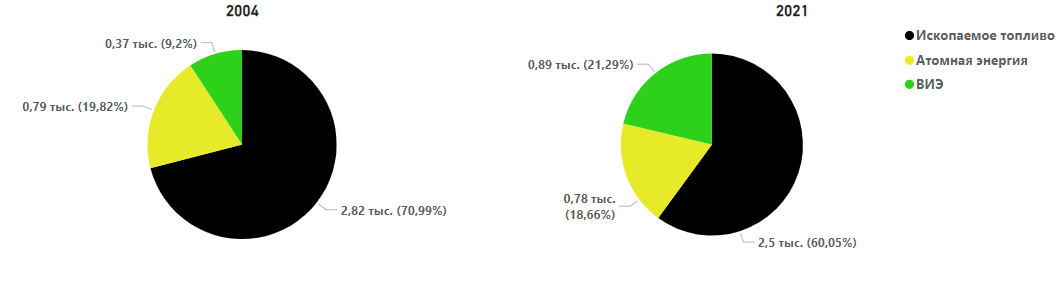 2004
0,37 тыс. (9,2%)
0,79 тыс. (19,82%)
2,82 тыс. (70,99%)
2021
0,89 тыс. (21,29%)
0,78 тыс.
(18,66%)
2,5 тыс. (60,05%)
Ископаемое топливо
Атомная энергия
ВИЭ